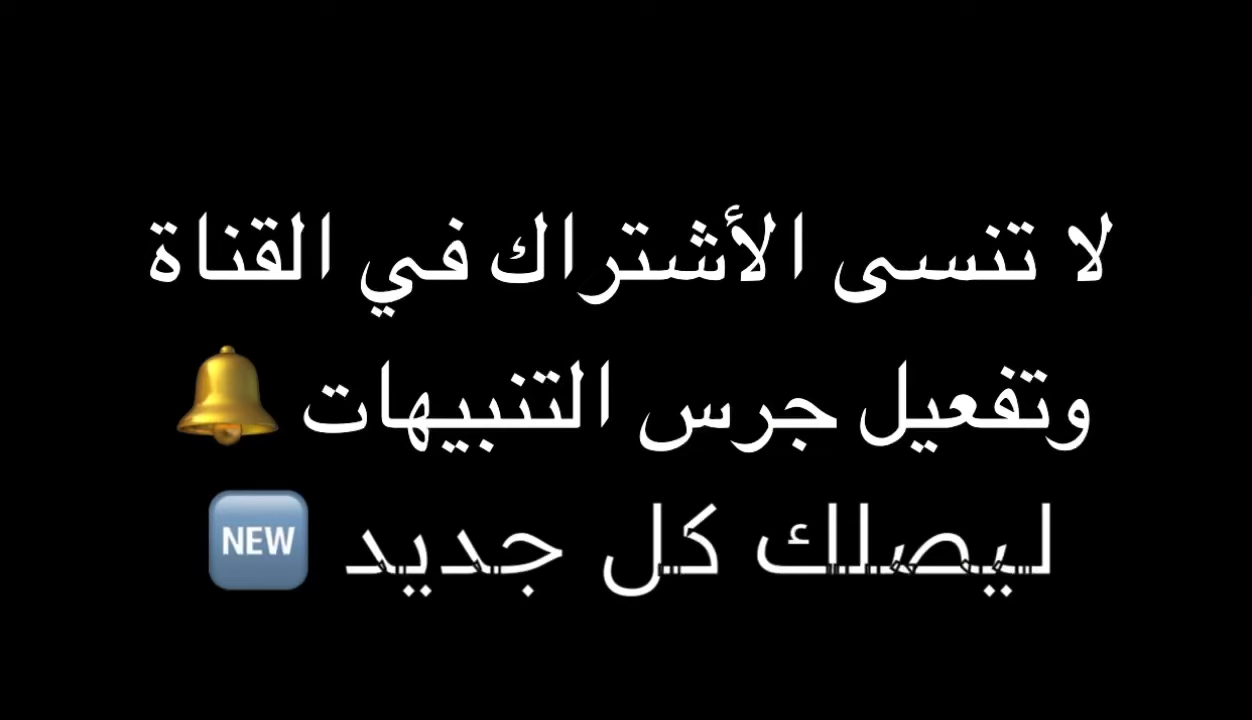 لا تنسى الأشتراك في القناة
وتفعيل جرس التنبيهات 🔔
ليصلك كل جديد 🆕